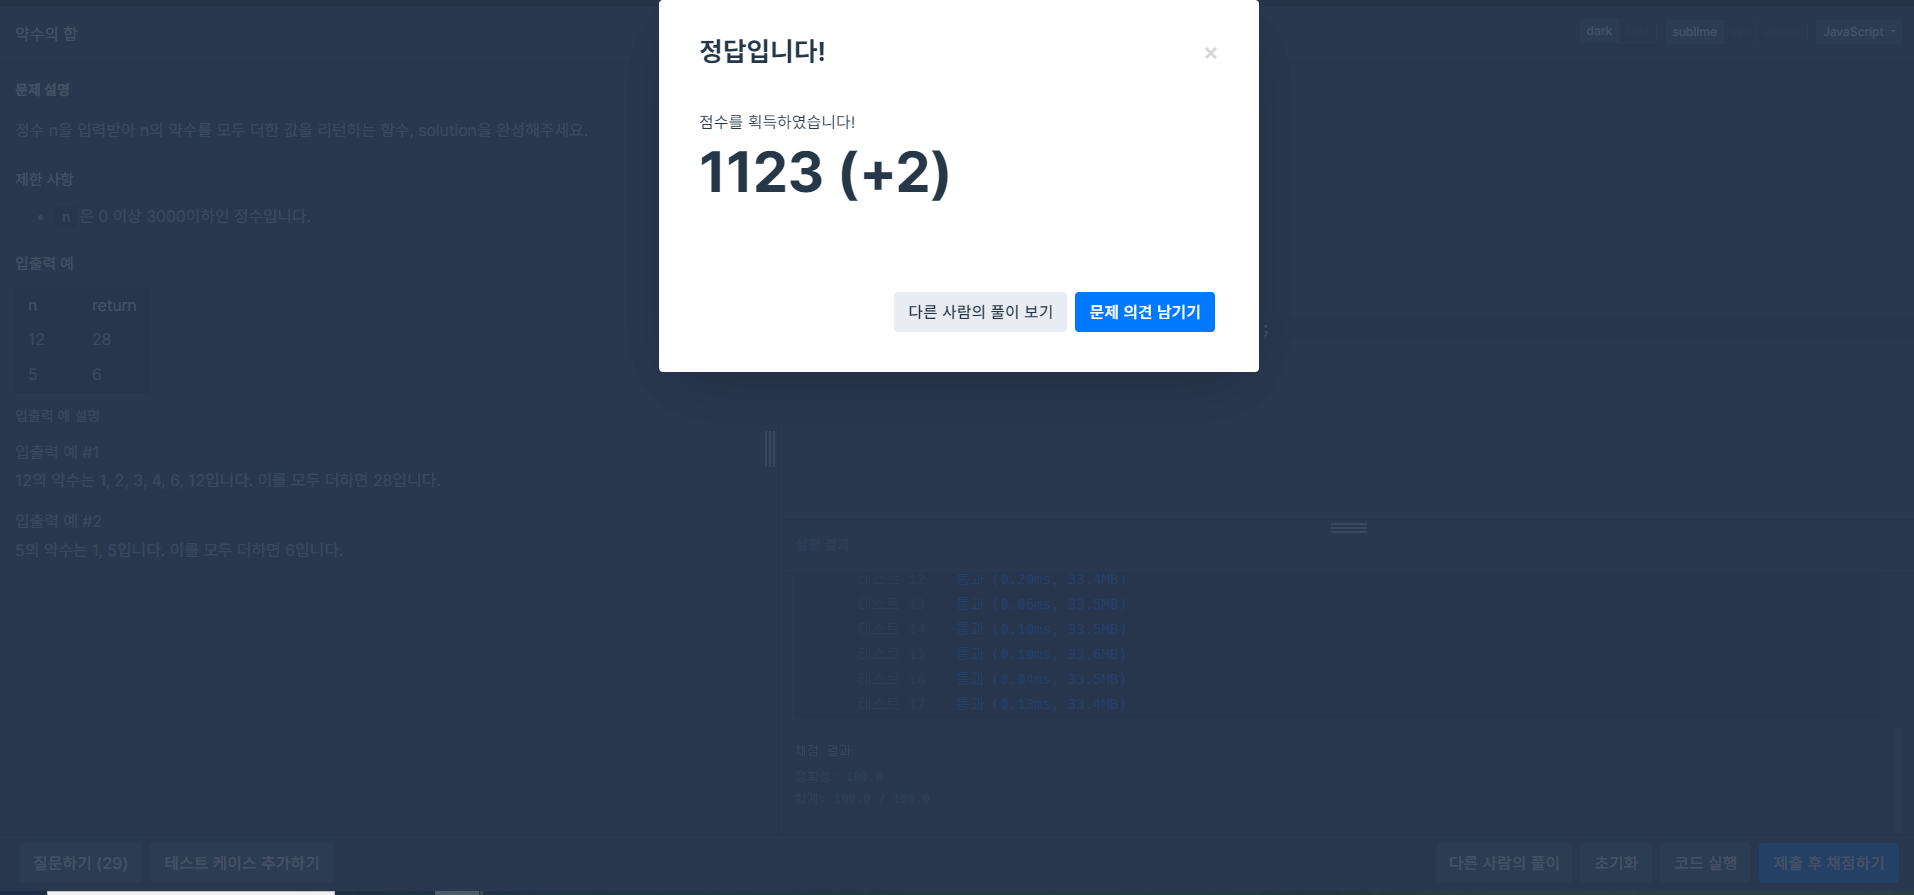 약수의 합
dark
sublime
JavaScript
문제 설명
정수 n을 입력받아 n의 약수를 모두 더한 값을 리턴하는 함수, solution을 완성해주세요.
제한 사항
n 은 0 이상 3000이하인 정수입니다.
입출력 예
n return
12 28
5 6
입출력 예 설명
입출력 예 #1
12의 약수는 1, 2, 3, 4, 6, 12입니다. 이를 모두 더하면 28입니다.
입출력 예 #2
5의 약수는 1, 5입니다. 이를 모두 더하면 6입니다.
정답입니다!
×
점수를 획득하였습니다!
1123 (+2)
다른 사람의 풀이 보기
문제 의견 남기기
;
실행 결과
테스트 12 통과 (0.20ms, 33.4MB)
테스트 13 통과 (0.06ms, 33.5MB)
테스트 14 통과 (0.10ms, 33.5MB)
테스트 15 통과 (0.10ms, 33.6MB)
테스트 16 통과 (0.04ms, 33.5MB)
테스트 17 통과 (0.13ms, 33.4MB)
채점 결과
정확성: 100.0
합계: 100.0 / 100.0
질문하기 (29)
테스트 케이스 추가하기
다른 사람의 풀이
초기화
코드 실행
제출 후 채점하기